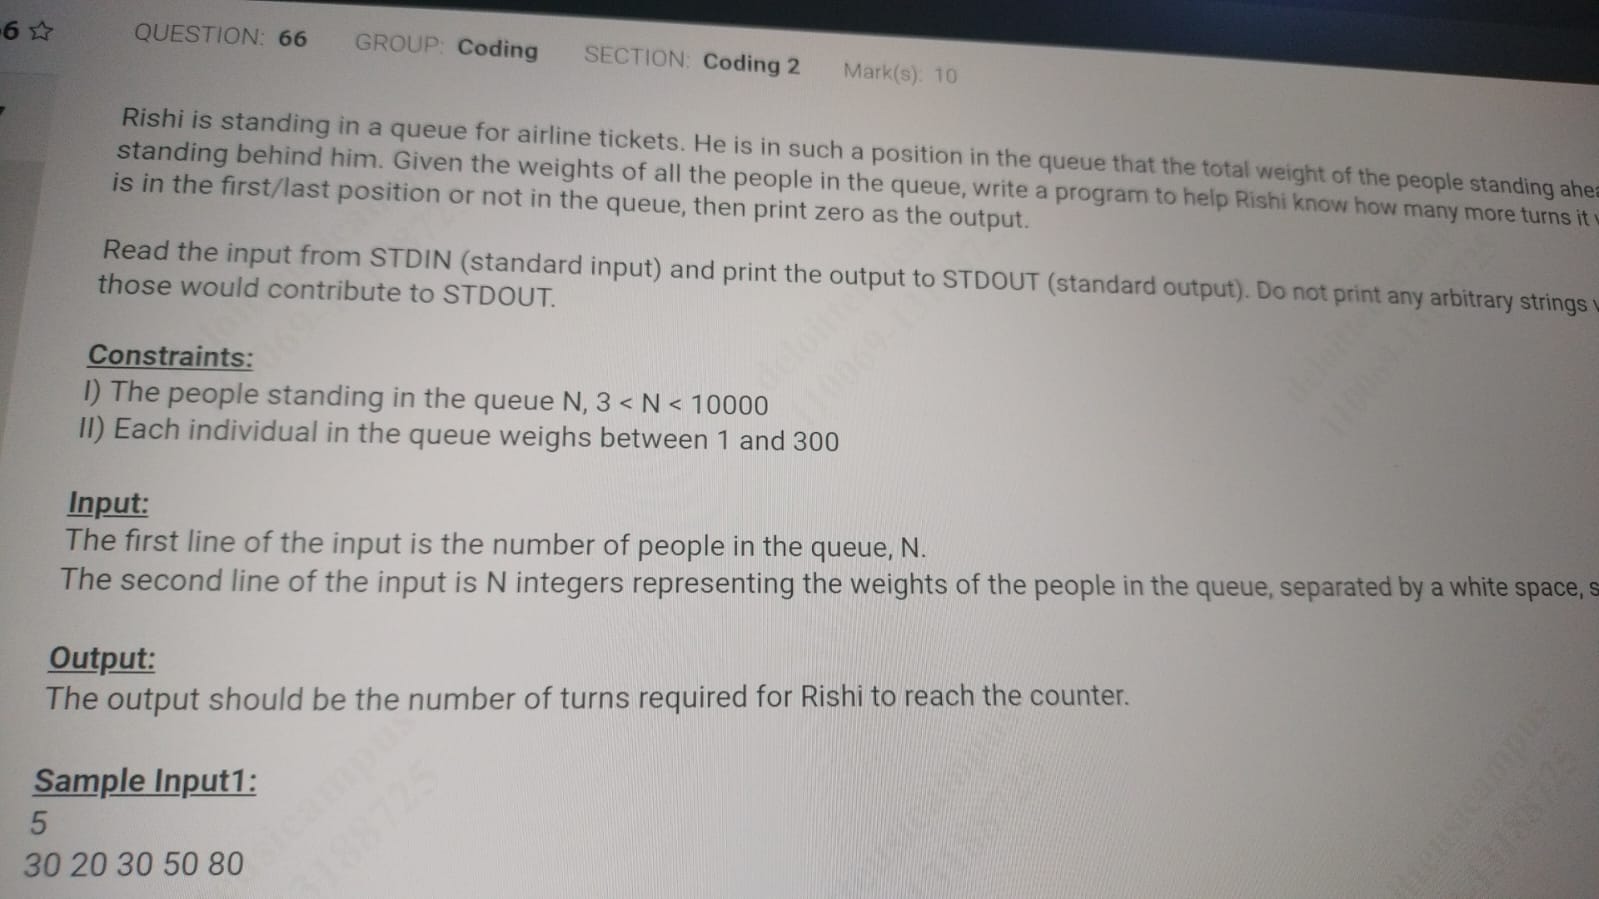 6 ☆ QUESTION: 66 GROUP: Coding SECTION: Coding 2 Mark(s): 10
Rishi is standing in a queue for airline tickets. He is in such a position in the queue that the total weight of the people standing ahea
standing behind him. Given the weights of all the people in the queue, write a program to help Rishi know how many more turns it
is in the first/last position or not in the queue, then print zero as the output.
Read the input from STDIN (standard input) and print the output to STDOUT (standard output). Do not print any arbitrary strings
those would contribute to STDOUT.
Constraints:
I) The people standing in the queue N, 3 < N < 10000
II) Each individual in the queue weighs between 1 and 300
Input:
The first line of the input is the number of people in the queue, N.
The second line of the input is N integers representing the weights of the people in the queue, separated by a white space, s
Output:
The output should be the number of turns required for Rishi to reach the counter.
Sample Input1:
5
30 20 30 50 80